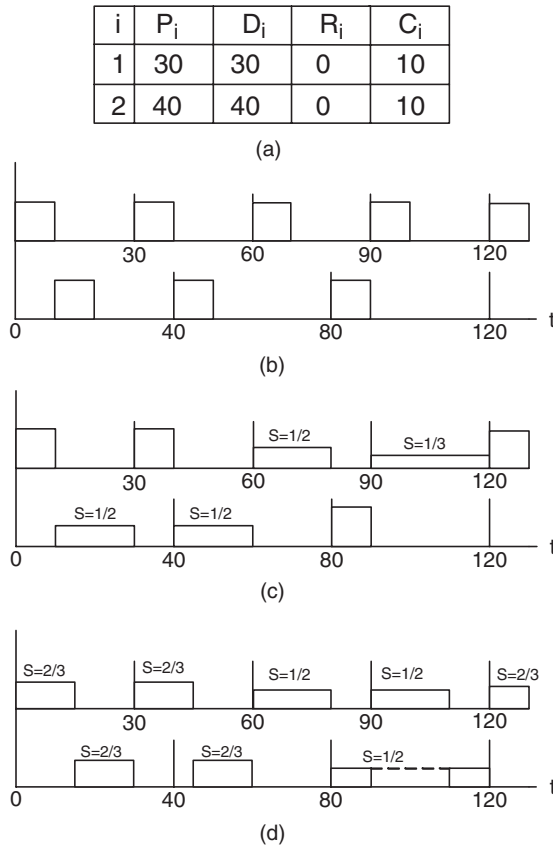 i P_i D_i R_i C_i
1 30 30 0 10
2 40 40 0 10
(a)
30 60 90 120
0 40 80 120 t
(b)
S=1/2
S=1/3
30 60 90 120
S=1/2 S=1/2
0 40 80 120 t
(c)
S=2/3 S=2/3 S=1/2 S=1/2 S=2/3
30 60 90 120
S=2/3 S=2/3 S=1/2
0 40 80 120 t
(d)